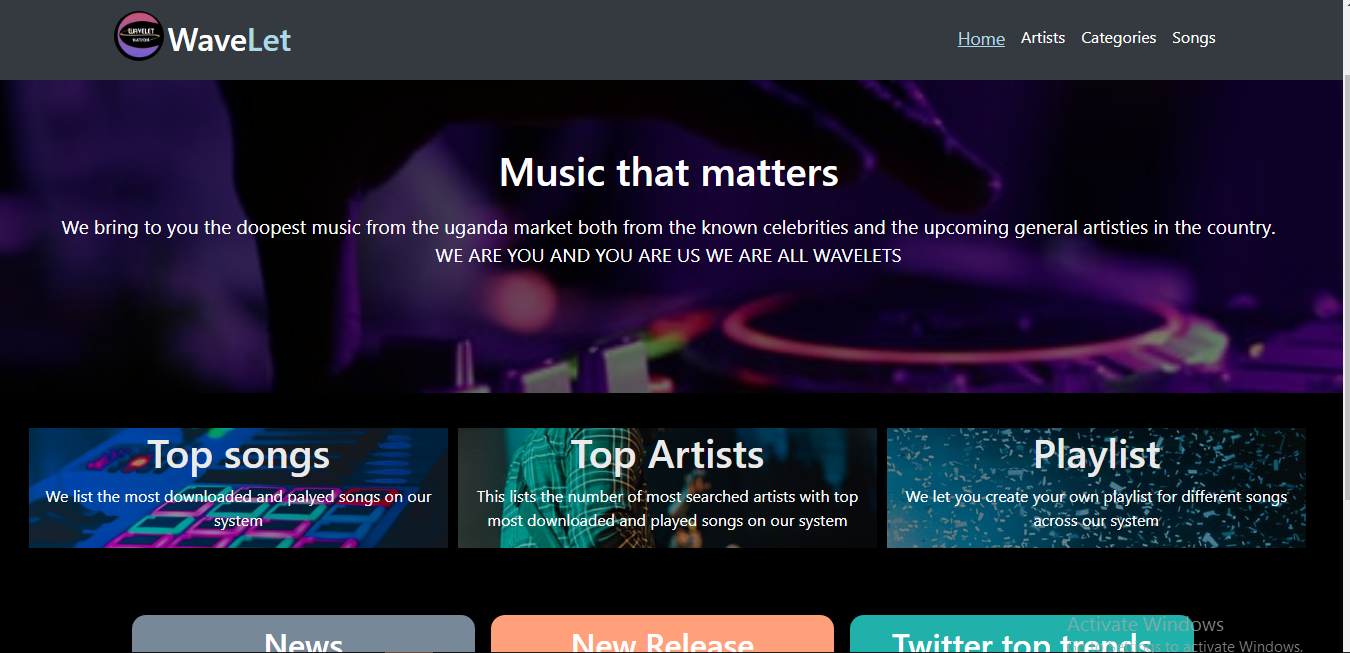 WAVELET
NATION
WaveLet
Home Artists Categories Songs
Music that matters
We bring to you the doopest music from the uganda market both from the known celebrities and the upcoming general artisties in the country.
WE ARE YOU AND YOU ARE US WE ARE ALL WAVELETS
Top songs
We list the most downloaded and palyed songs on our
system
Top Artists
This lists the number of most searched artists with top
most downloaded and played songs on our system
Playlist
We let you create your own playlist for different songs
across our system
News
New Release
Twitter top trends
Activate Windows
to activate Windows.